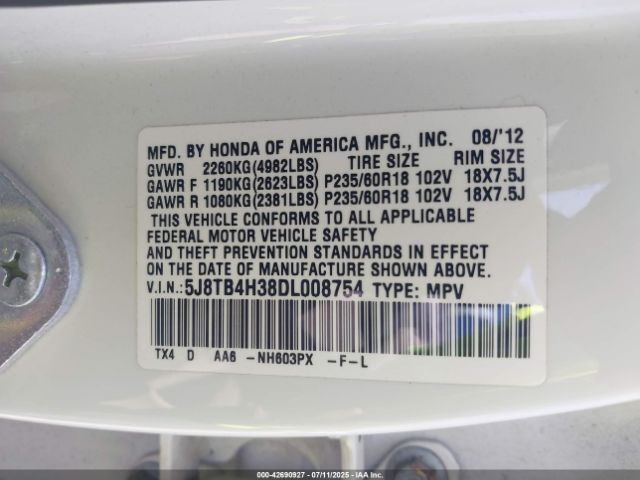 MFD. BY HONDA OF AMERICA MFG., INC. 08/'12
GVWR 2260KG(4982LBS) TIRE SIZE RIM SIZE
GAWR F 1190KG(2623LBS) P235/60R18 102V 18X7.5J
GAWR R 1080KG(2381LBS) P235/60R18 102V 18X7.5J
THIS VEHICLE CONFORMS TO ALL APPLICABLE
FEDERAL MOTOR VEHICLE SAFETY
AND THEFT PREVENTION STANDARDS IN EFFECT
ON THE DATE OF MANUFACTURE SHOWN ABOVE.
V.I.N.:5J8TB4H38DL008754 TYPE: MPV
TX4 D AA6 -NH603PX -F-L
000-42690927 / 07/11/2025 / IAAI.COM